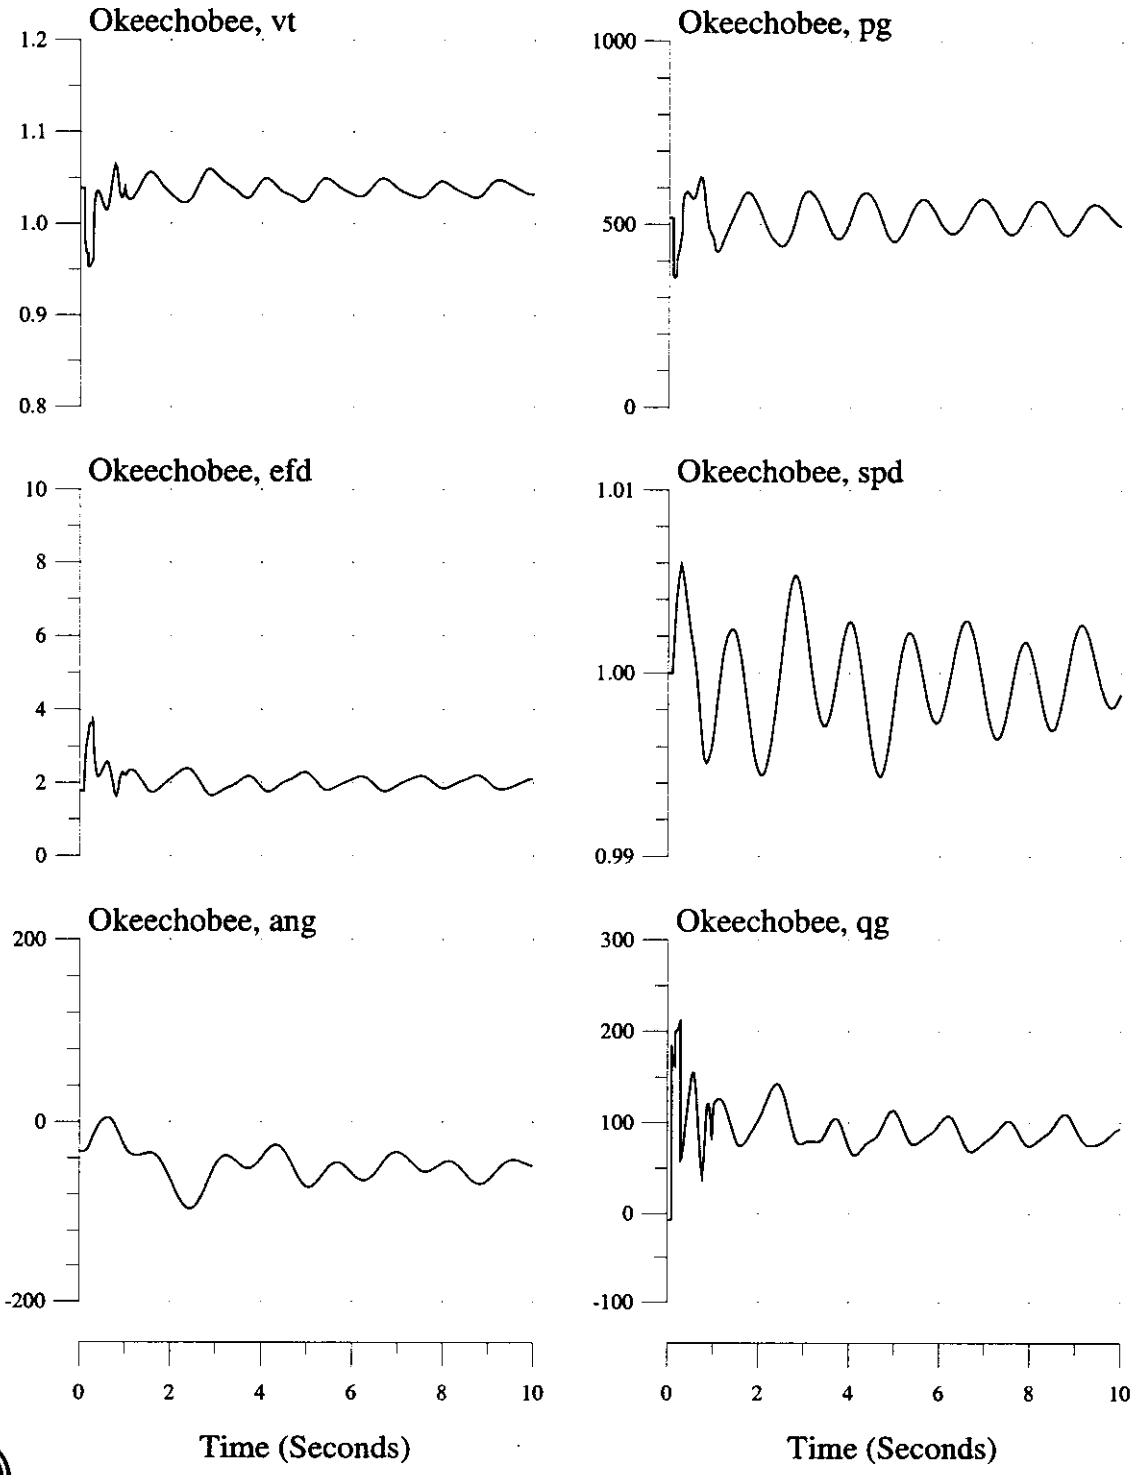 Okeechobee, vt
1.2
1.1
1.0
0.9
0.8
Okeechobee, pg
1000
500
0
Okeechobee, efd
10
8
6
4
2
0
Okeechobee, spd
1.01
1.00
0.99
Okeechobee, ang
200
0
-200
Okeechobee, qg
300
200
100
0
-100
0 2 4 6 8 10
Time (Seconds)
0 2 4 6 8 10
Time (Seconds)